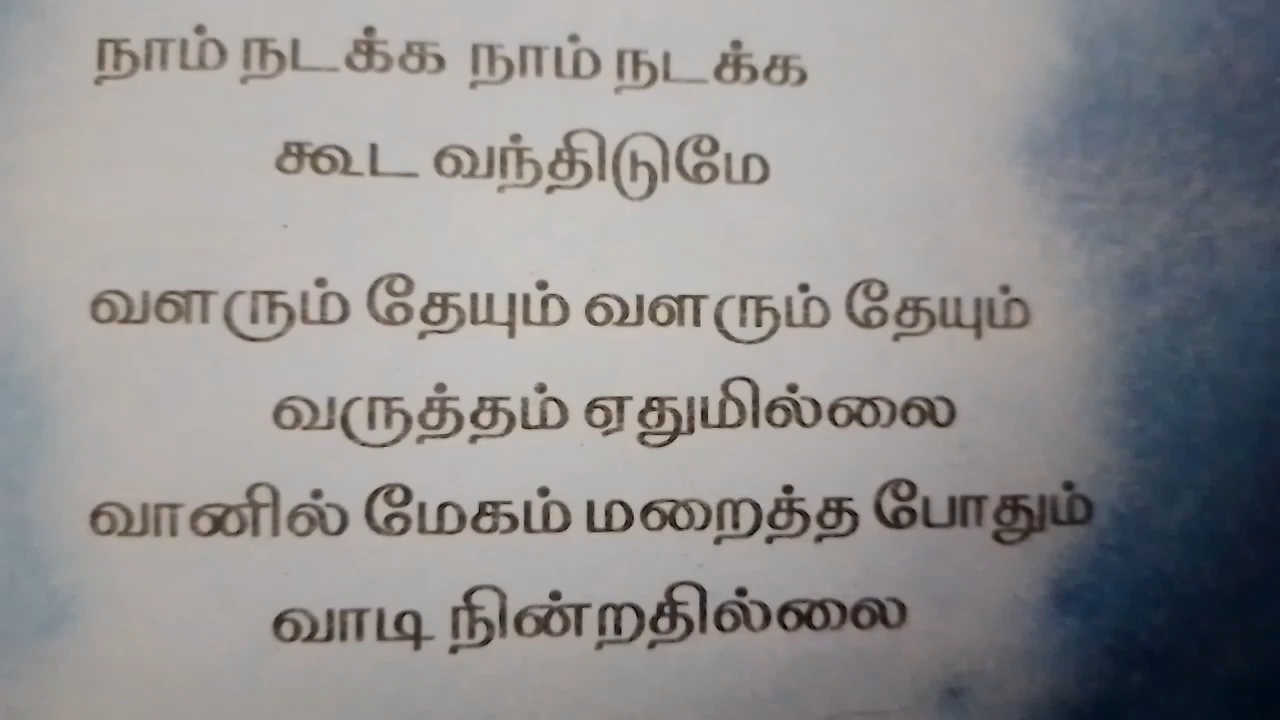 நாம் நடக்க நாம் நடக்க
கூட வந்திடுமே
வளரும் தேயும் வளரும் தேயும்
வருத்தம் ஏதுமில்லை
வானில் மேகம் மறைத்த போதும்
வாடி நின்றதில்லை